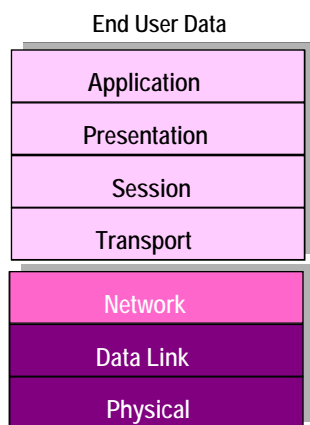 End User Data
Application
Presentation
Session
Transport
Network
Data Link
Physical